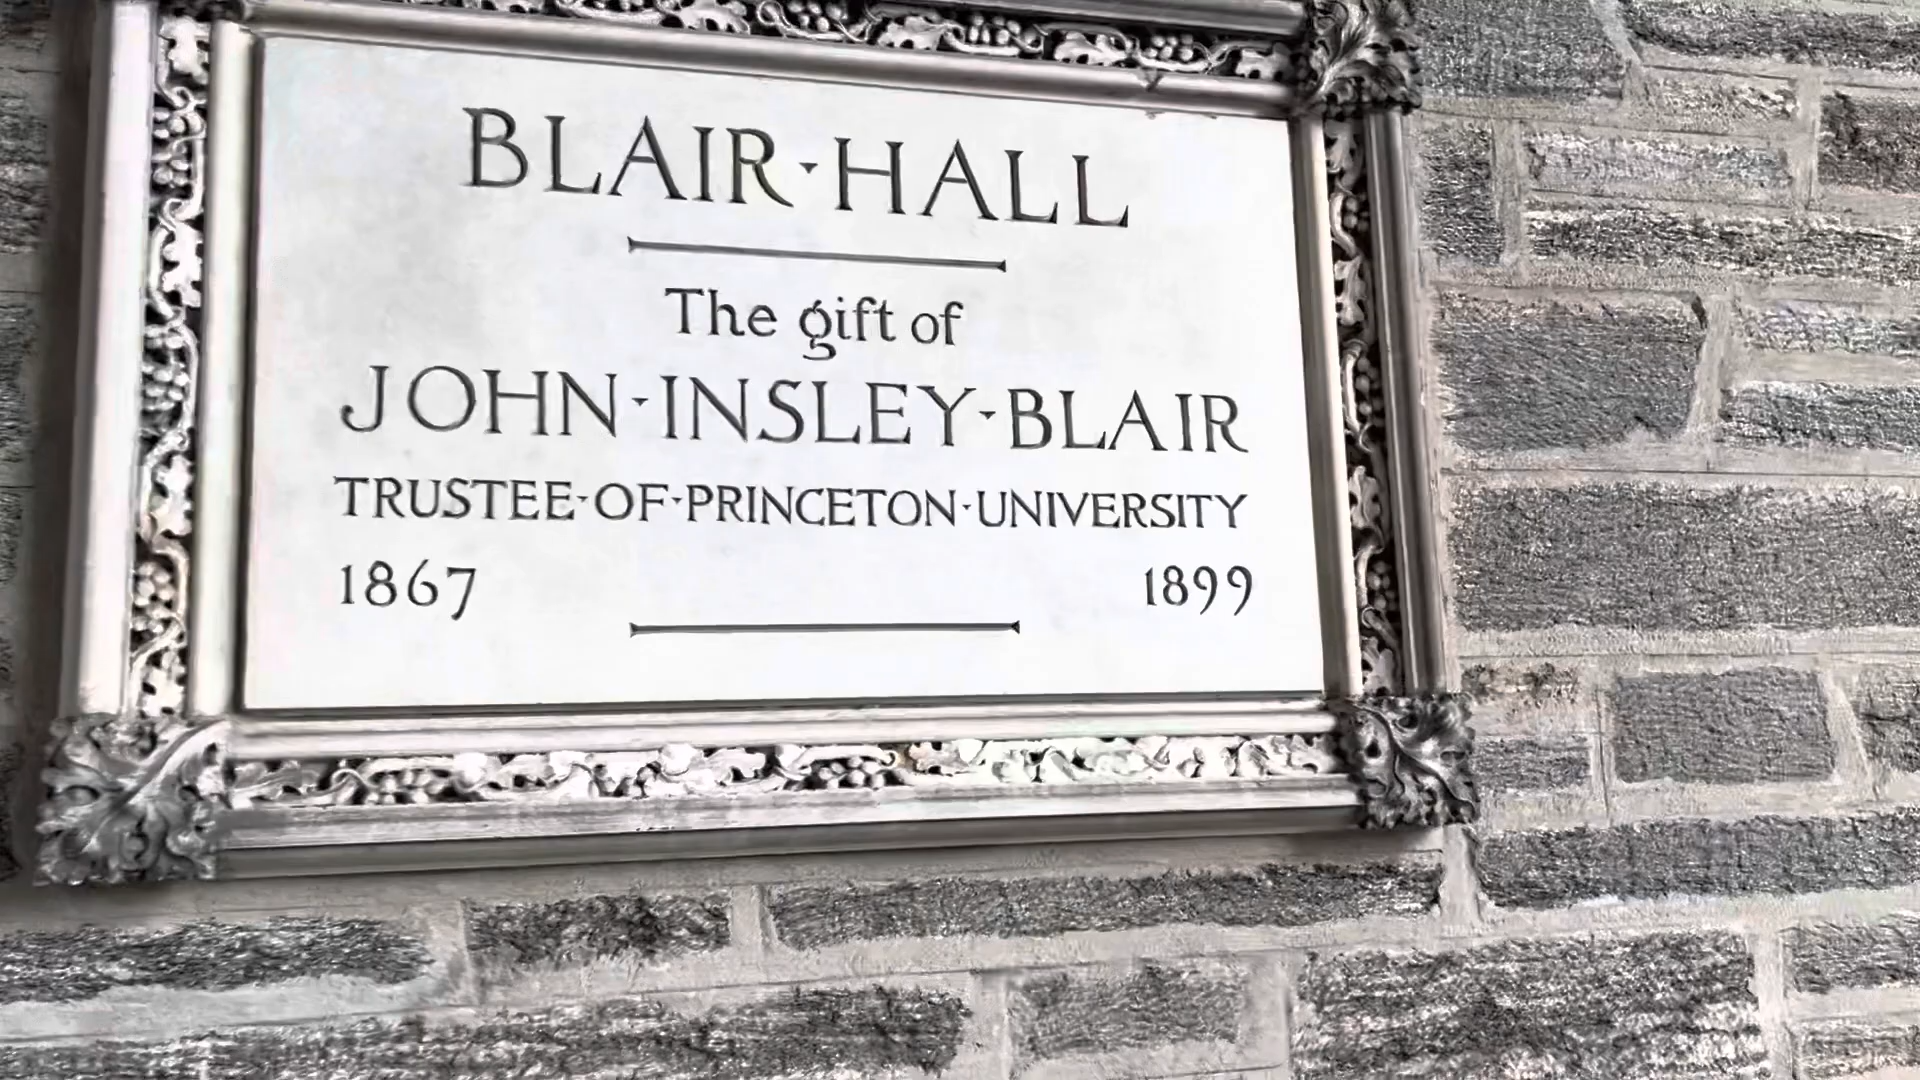 BLAIR·HALL
The gift of
JOHN·INSLEY·BLAIR
TRUSTEE·OF·PRINCETON·UNIVERSITY
1867 1899